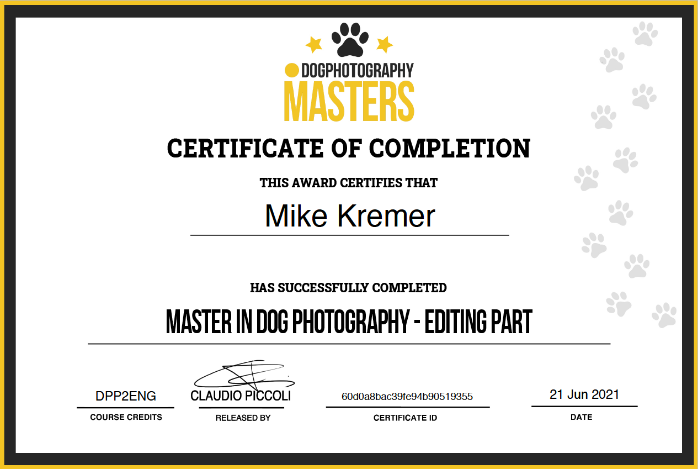 DOGPHOTOGRAPHY
MASTERS
CERTIFICATE OF COMPLETION
THIS AWARD CERTIFIES THAT
Mike Kremer
HAS SUCCESSFULLY COMPLETED
MASTER IN DOG PHOTOGRAPHY - EDITING PART
DPP2ENG
COURSE CREDITS
CLAUDIO PICCOLI
RELEASED BY
60d0a8bac39fe94b90519355
CERTIFICATE ID
21 Jun 2021
DATE